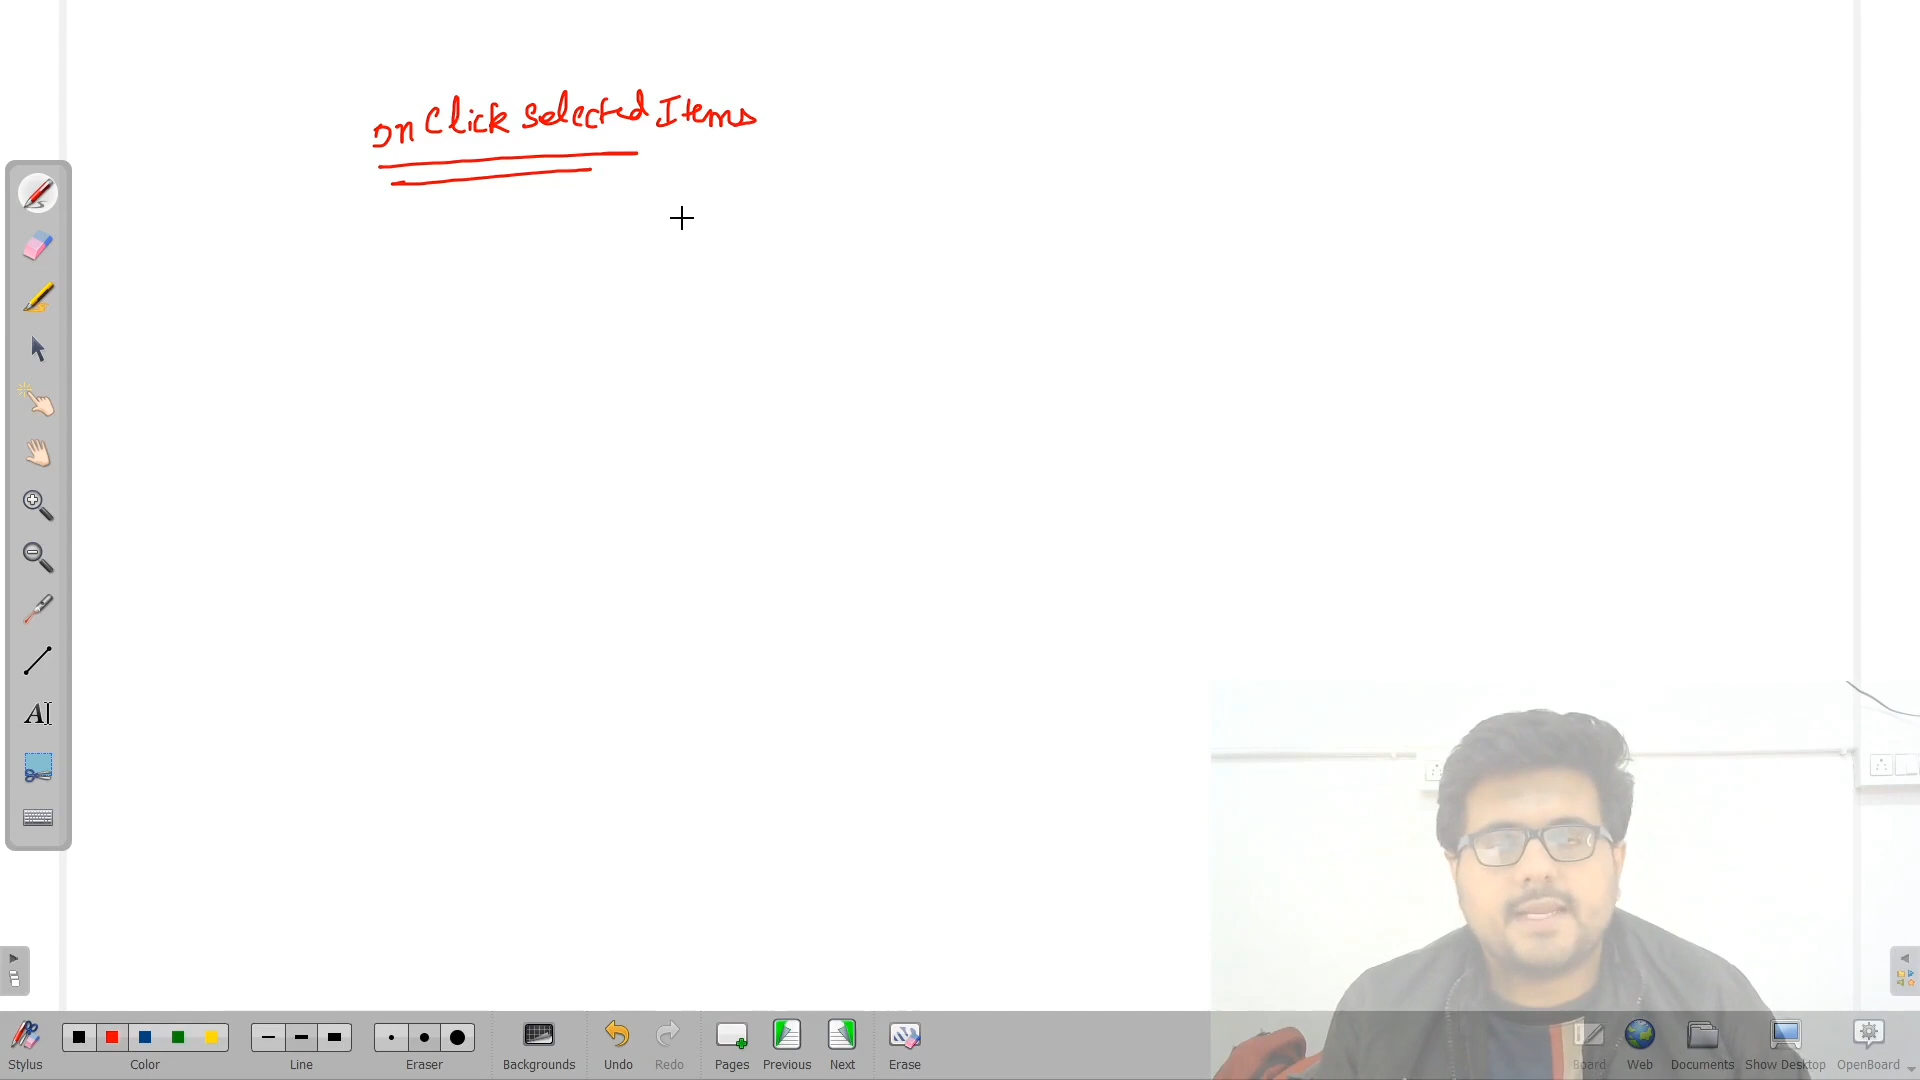 on Click Selected Items
Stylus
Color
Line
Eraser
Backgrounds
Undo
Redo
Pages
Previous
Next
Erase
Board
Web
Documents
Show Desktop
OpenBoard